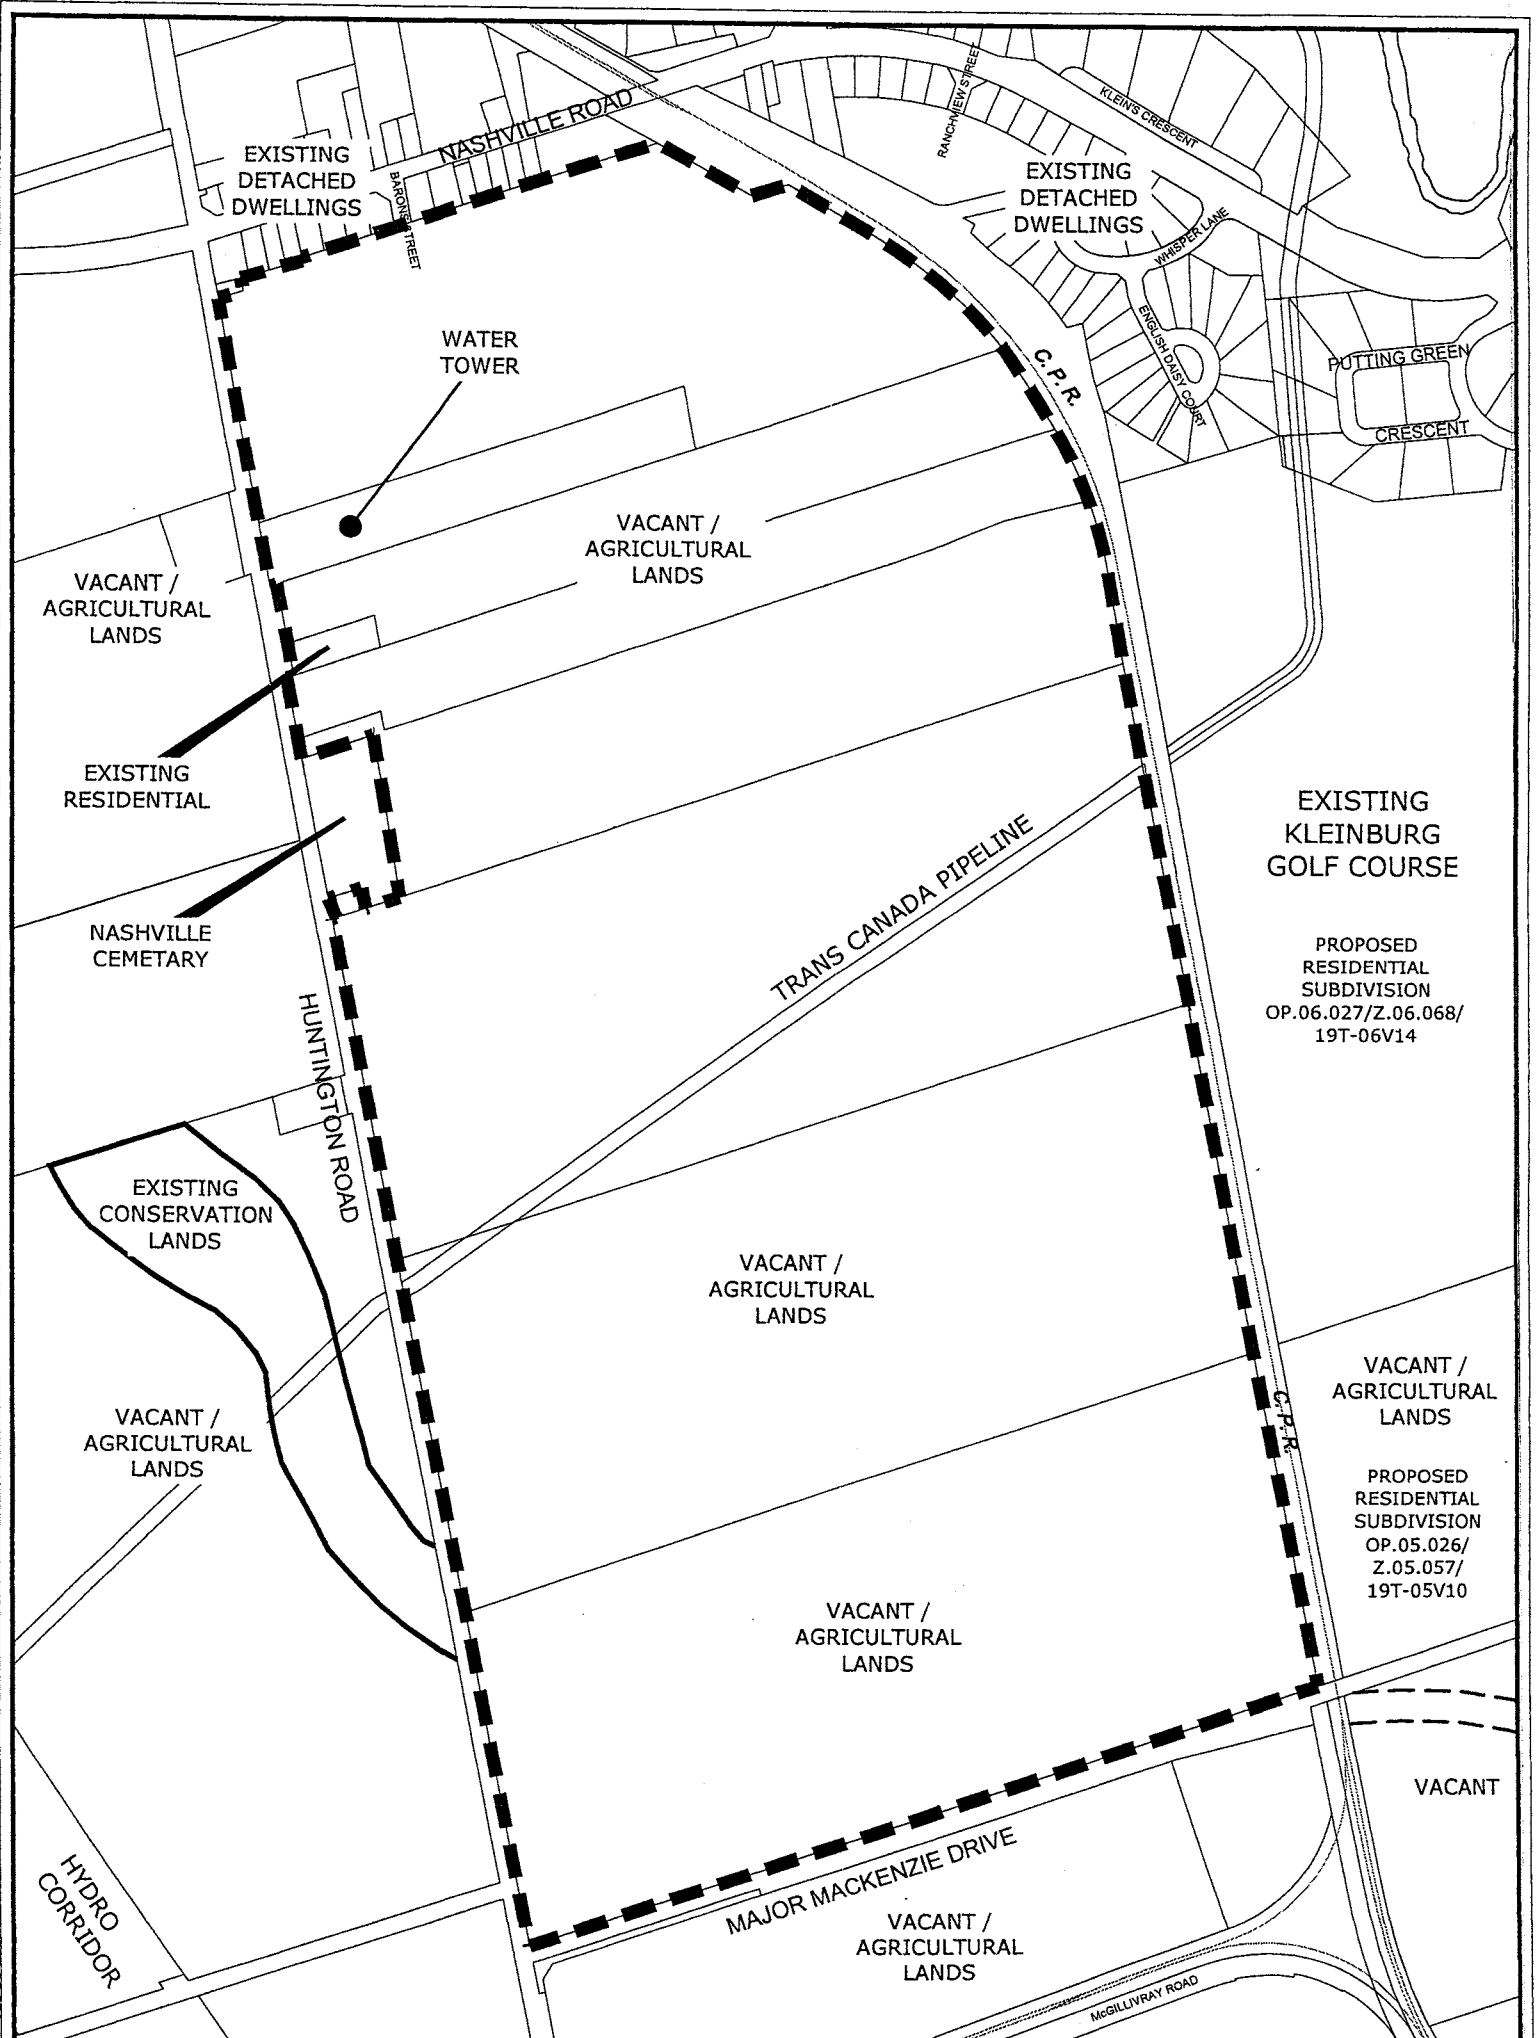 NASHVILLE ROAD
RANCHVIEW STREET
KLEIN'S CRESCENT
EXISTING
DETACHED
DWELLINGS
BARONS STREET
EXISTING
DETACHED
DWELLINGS
WHISPER LANE
ENGLISH DAISY COURT
PUTTING GREEN
CRESCENT
WATER
TOWER
C. P. R.
VACANT /
AGRICULTURAL
LANDS
VACANT /
AGRICULTURAL
LANDS
EXISTING
RESIDENTIAL
NASHVILLE
CEMETARY
TRANS CANADA PIPELINE
EXISTING
KLEINBURG
GOLF COURSE
PROPOSED
RESIDENTIAL
SUBDIVISION
OP.06.027/Z.06.068/
19T-06V14
HUNTINGTON ROAD
EXISTING
CONSERVATION
LANDS
VACANT /
AGRICULTURAL
LANDS
VACANT /
AGRICULTURAL
LANDS
C. P. R.
VACANT /
AGRICULTURAL
LANDS
PROPOSED
RESIDENTIAL
SUBDIVISION
OP.05.026/
Z.05.057/
19T-05V10
VACANT /
AGRICULTURAL
LANDS
VACANT
HYDRO
CORRIDOR
MAJOR MACKENZIE DRIVE
VACANT /
AGRICULTURAL
LANDS
McGILLIVRAY ROAD